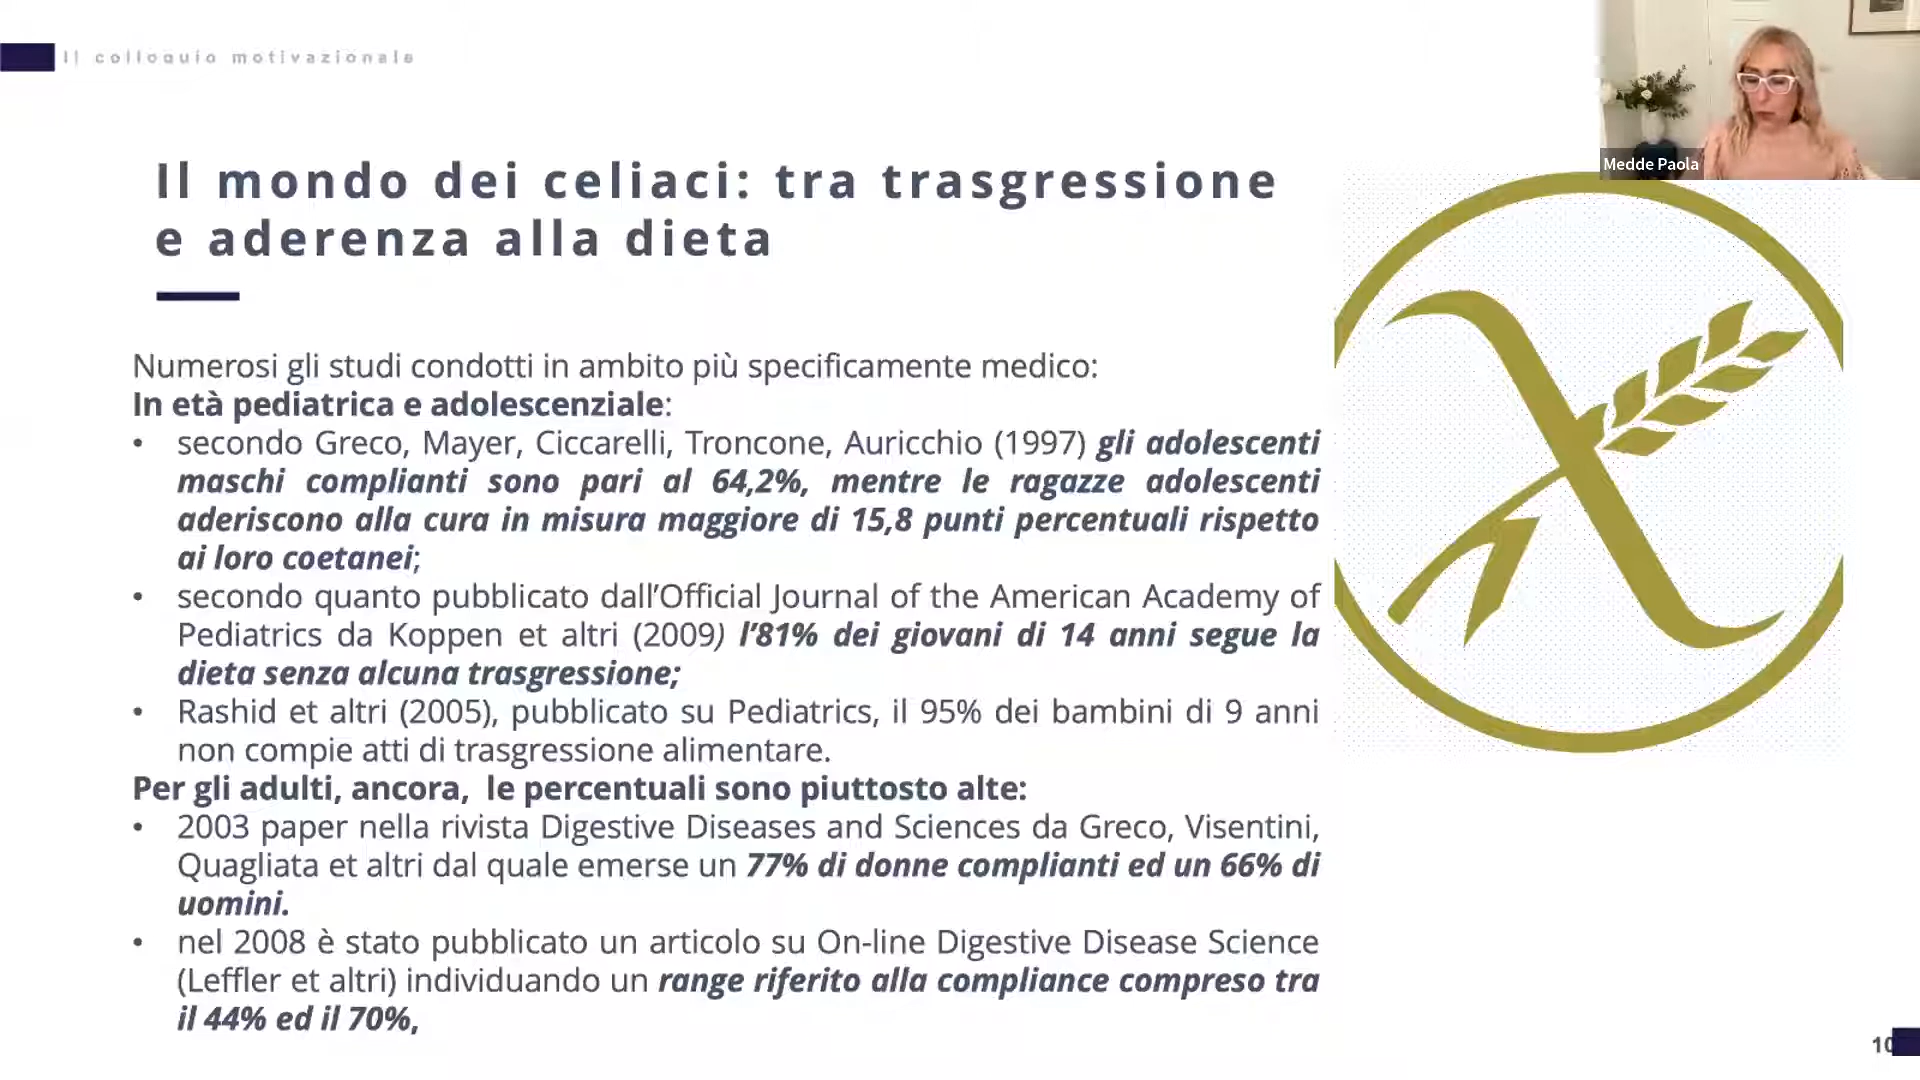 Il colloquio motivazionale
Medde Paola
Il mondo dei celiaci: tra trasgressione
e aderenza alla dieta
Numerosi gli studi condotti in ambito più specificamente medico:
In età pediatrica e adolescenziale:
• secondo Greco, Mayer, Ciccarelli, Troncone, Auricchio (1997) gli adolescenti
maschi complianti sono pari al 64,2%, mentre le ragazze adolescenti
aderiscono alla cura in misura maggiore di 15,8 punti percentuali rispetto
ai loro coetanei;
• secondo quanto pubblicato dall’Official Journal of the American Academy of
Pediatrics da Koppen et altri (2009) l’81% dei giovani di 14 anni segue la
dieta senza alcuna trasgressione;
• Rashid et altri (2005), pubblicato su Pediatrics, il 95% dei bambini di 9 anni
non compie atti di trasgressione alimentare.
Per gli adulti, ancora, le percentuali sono piuttosto alte:
• 2003 paper nella rivista Digestive Diseases and Sciences da Greco, Visentini,
Quagliata et altri dal quale emerse un 77% di donne complianti ed un 66% di
uomini.
• nel 2008 è stato pubblicato un articolo su On-line Digestive Disease Science
(Leffler et altri) individuando un range riferito alla compliance compreso tra
il 44% ed il 70%,
10